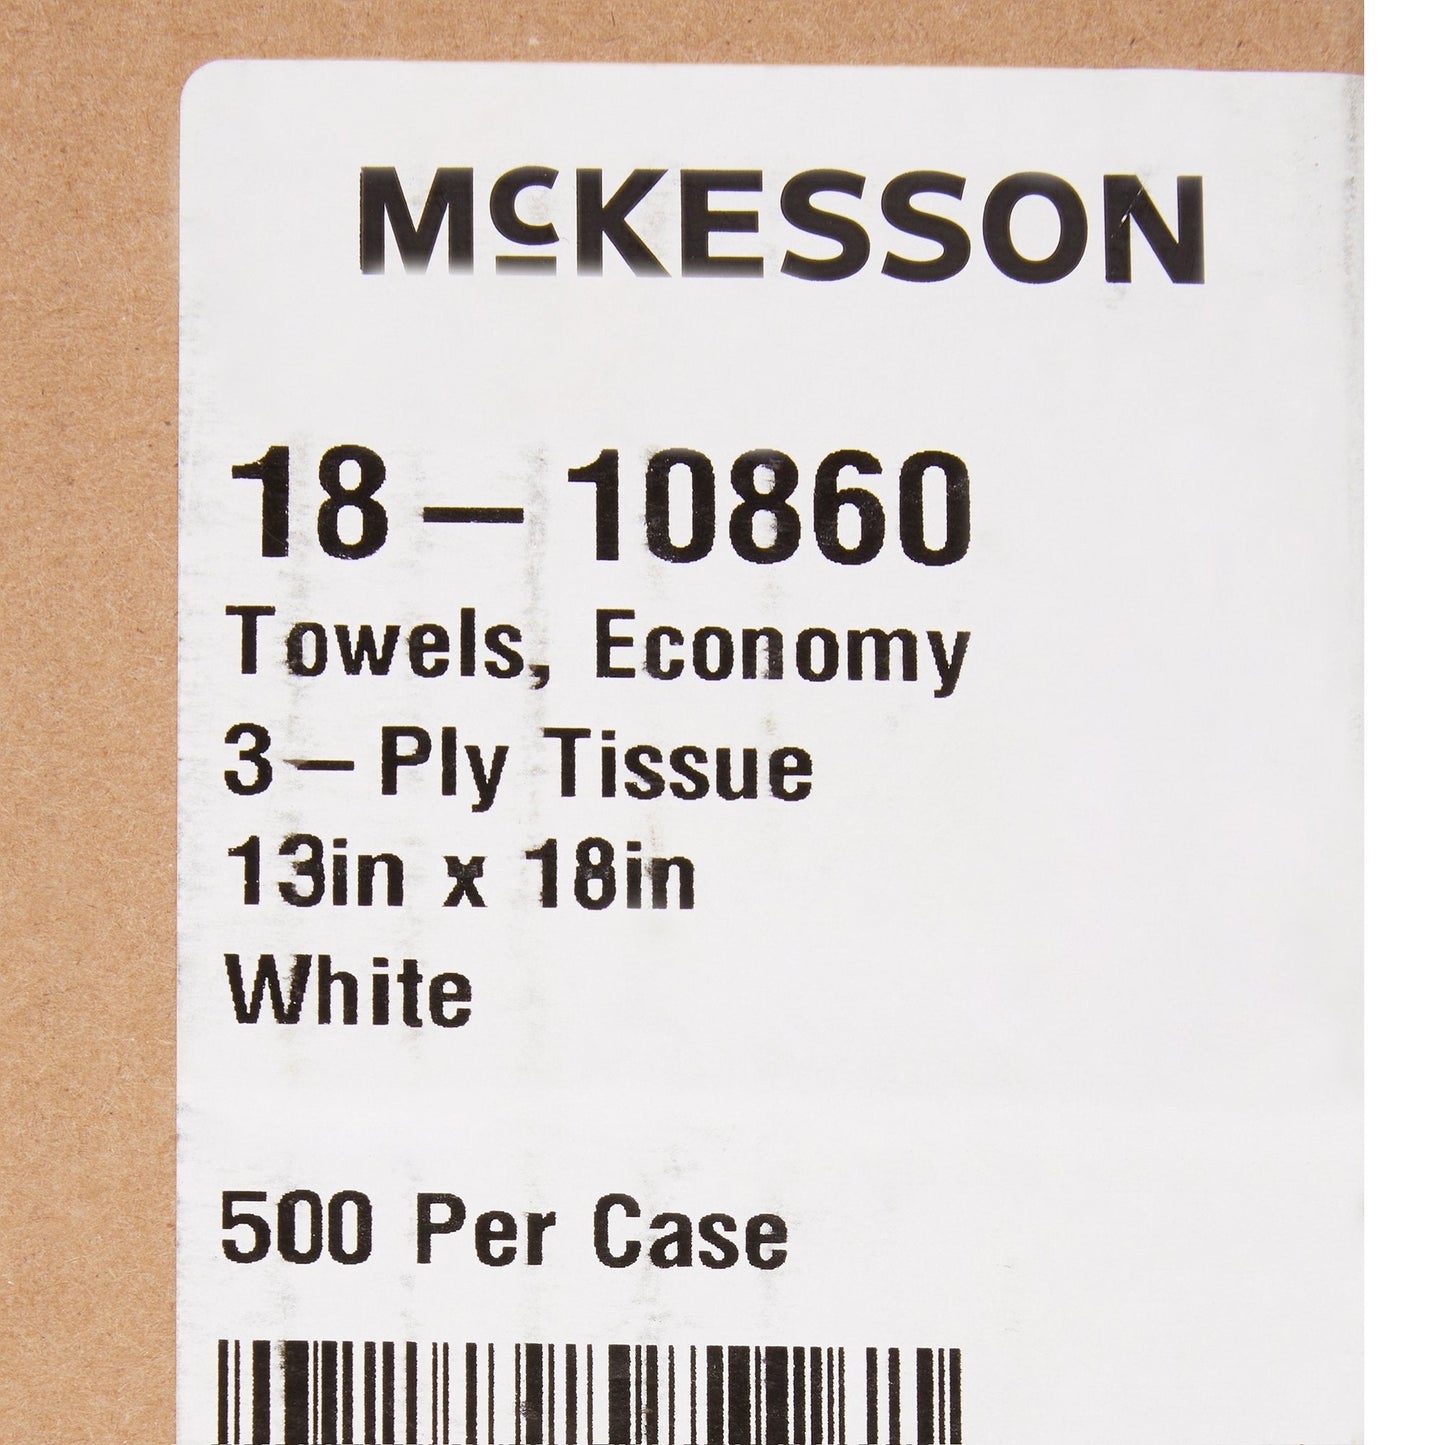 McKESSON
18-10860
Towels, Economy
3-Ply Tissue
13in x 18in
White
500 Per Case